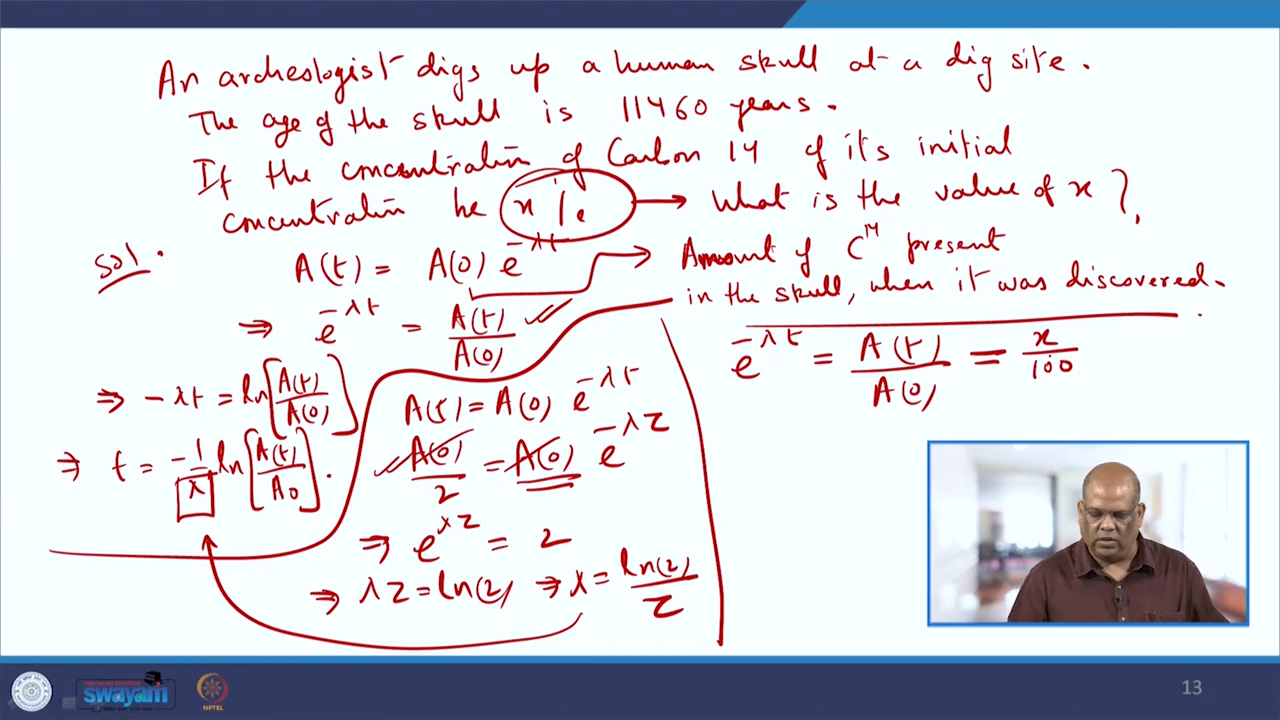 An archeologist digs up a human skull at a dig site.
The age of the skull is 11460 years.
If the concentration of Carbon 14 of its initial
concentration be x % → What is the value of x ?
Sol.
A(t) = A(0) e^{-λt} → Amount of C^14 present
in the skull, when it was discovered.
⇒ e^{-λt} = A(t)/A(0)
⇒ -λt = ln[A(t)/A(0)]
⇒ t = -1/λ ln[A(t)/A0].
A(t) = A(0) e^{-λt}
A(0)/2 = A(0) e^{-λτ}
⇒ e^{λτ} = 2
⇒ λτ = ln(2) ⇒ λ = ln(2)/τ
e^{-λt} = A(t)/A(0) = x/100
swayam
NPTEL
13